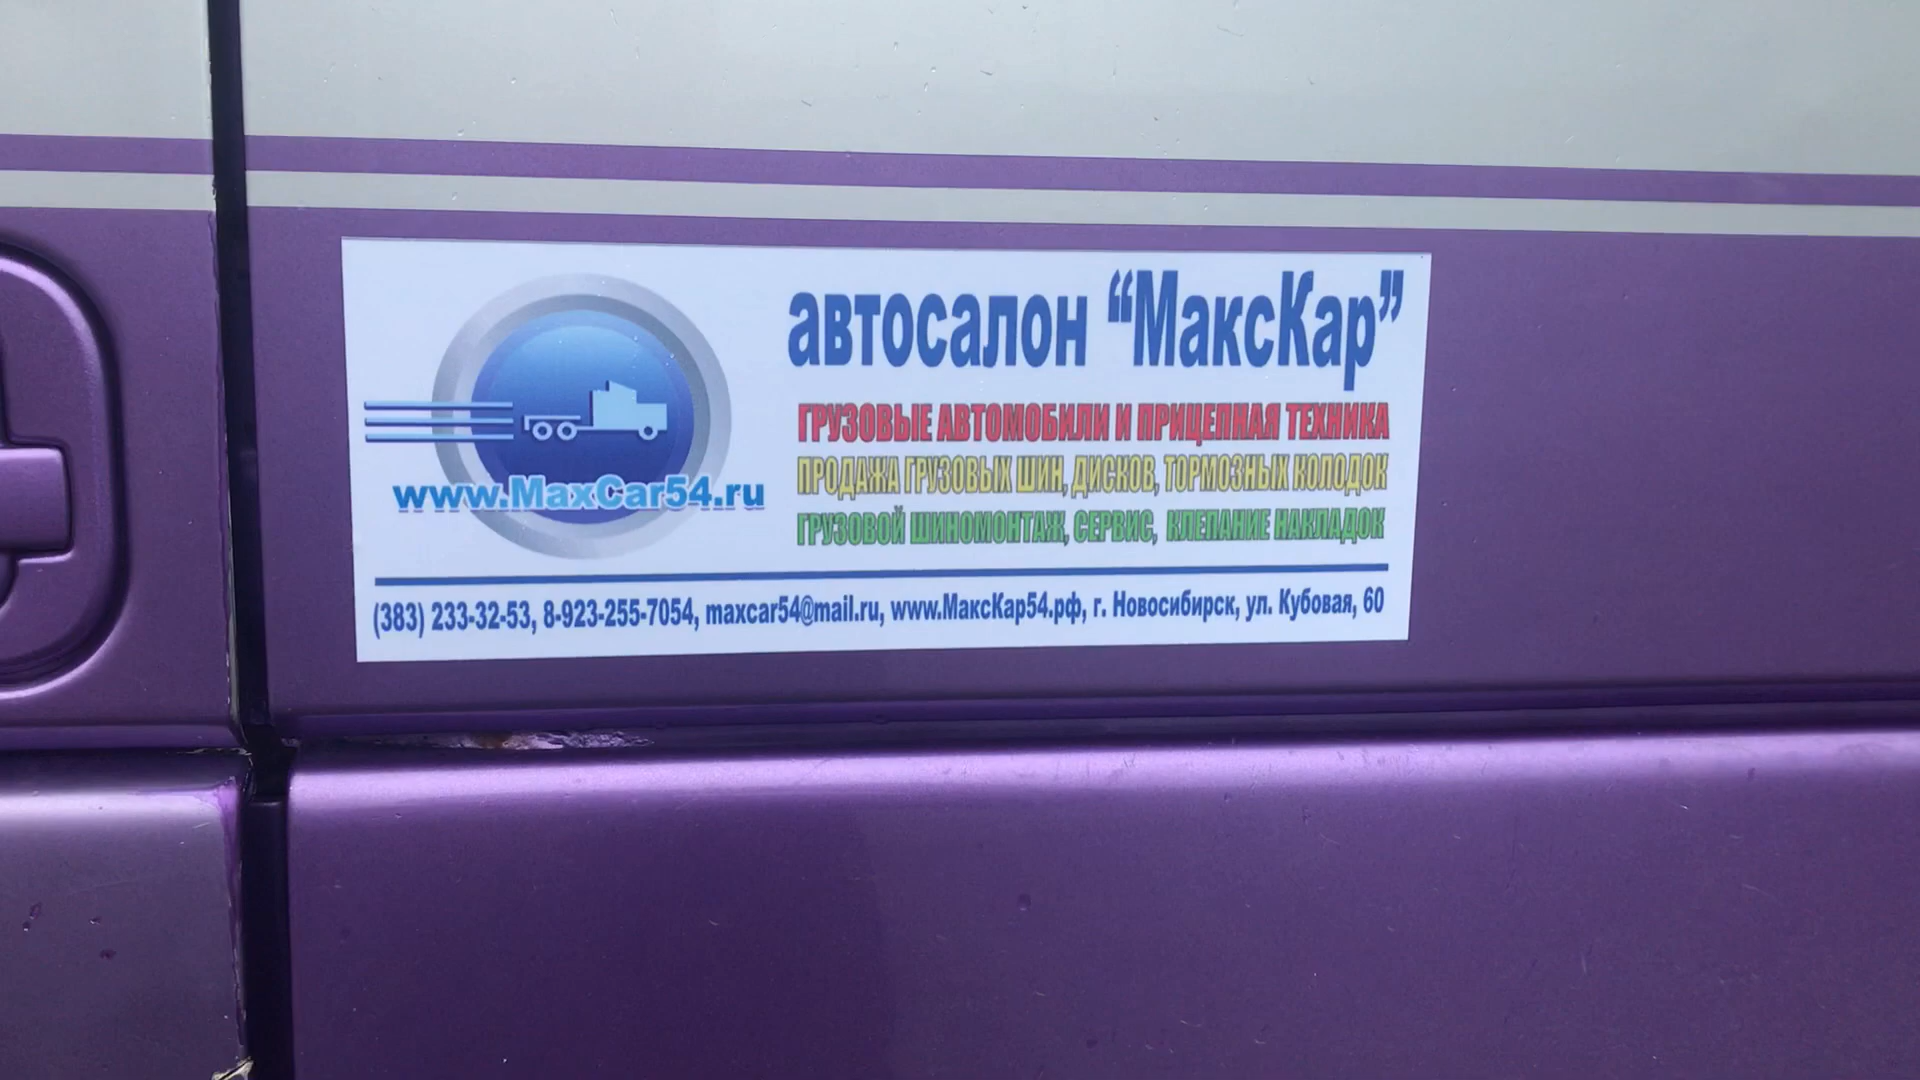 автосалон “МаксКар”
ГРУЗОВЫЕ АВТОМОБИЛИ И ПРИЦЕПНАЯ ТЕХНИКА
ПРОДАЖА ГРУЗОВЫХ ШИН, ДИСКОВ, ТОРМОЗНЫХ КОЛОДОК
ГРУЗОВОЙ ШИНОМОНТАЖ, СЕРВИС, КЛЕПАНИЕ НАКЛАДОК
www.MaxCar54.ru
(383) 233-32-53, 8-923-255-7054, maxcar54@mail.ru, www.МаксКар54.рф, г. Новосибирск, ул. Кубовая, 60